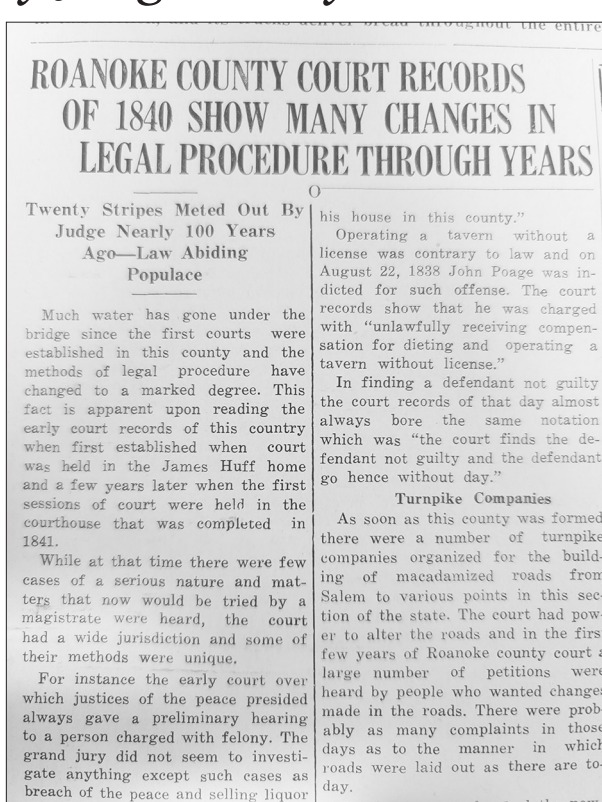 throughout the entire
ROANOKE COUNTY COURT RECORDS
OF 1840 SHOW MANY CHANGES IN
LEGAL PROCEDURE THROUGH YEARS
Twenty Stripes Meted Out By
Judge Nearly 100 Years
Ago—Law Abiding
Populace
Much water has gone under the
bridge since the first courts were
established in this county and the
methods of legal procedure have
changed to a marked degree. This
fact is apparent upon reading the
early court records of this country
when first established when court
was held in the James Huff home
and a few years later when the first
sessions of court were held in the
courthouse that was completed in
1841.
While at that time there were few
cases of a serious nature and mat-
ters that now would be tried by a
magistrate were heard, the court
had a wide jurisdiction and some of
their methods were unique.
For instance the early court over
which justices of the peace presided
always gave a preliminary hearing
to a person charged with felony. The
grand jury did not seem to investi-
gate anything except such cases as
breach of the peace and selling liquor
his house in this county."
Operating a tavern without a
license was contrary to law and on
August 22, 1838 John Poage was in-
dicted for such offense. The court
records show that he was charged
with "unlawfully receiving compen-
sation for dieting and operating a
tavern without license."
In finding a defendant not guilty
the court records of that day almost
always bore the same notation
which was "the court finds the de-
fendant not guilty and the defendant
go hence without day."
Turnpike Companies
As soon as this county was formed
there were a number of turnpike
companies organized for the build-
ing of macadamized roads from
Salem to various points in this sec-
tion of the state. The court had pow-
er to alter the roads and in the firs
few years of Roanoke county court
large number of petitions were
heard by people who wanted changes
made in the roads. There were prob-
ably as many complaints in those
days as to the manner in which
roads were laid out as there are to-
day.